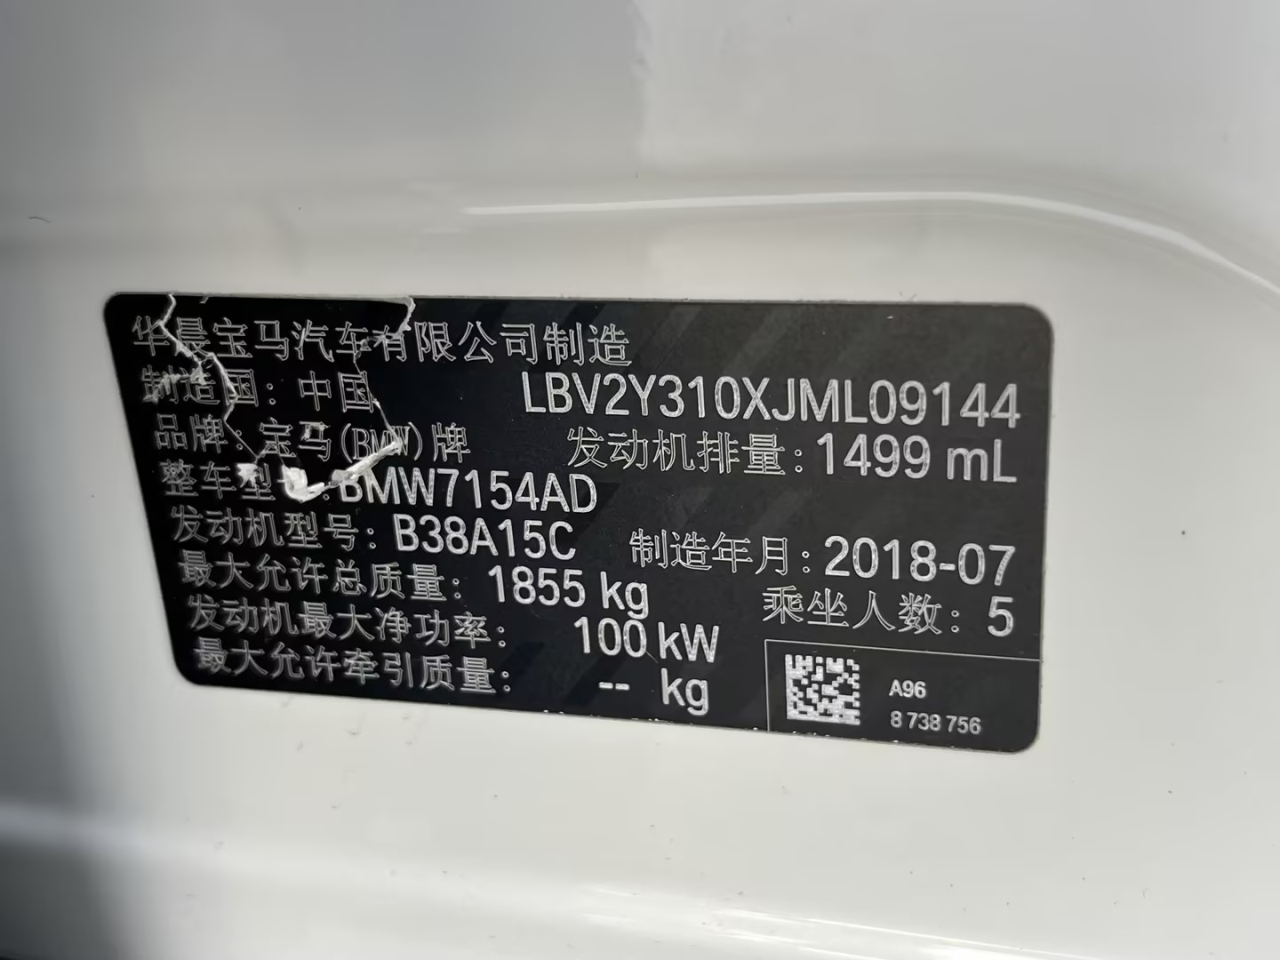 华晨宝马汽车有限公司制造
制造国：中国 LBV2Y310XJML09144
品牌：宝马(BMW)牌 发动机排量：1499 mL
整车型 :BMW7154AD
发动机型号：B38A15C 制造年月：2018-07
最大允许总质量：1855 kg 乘坐人数：5
发动机最大净功率：100 kW
最大允许牵引质量：-- kg
A96
8 738 756